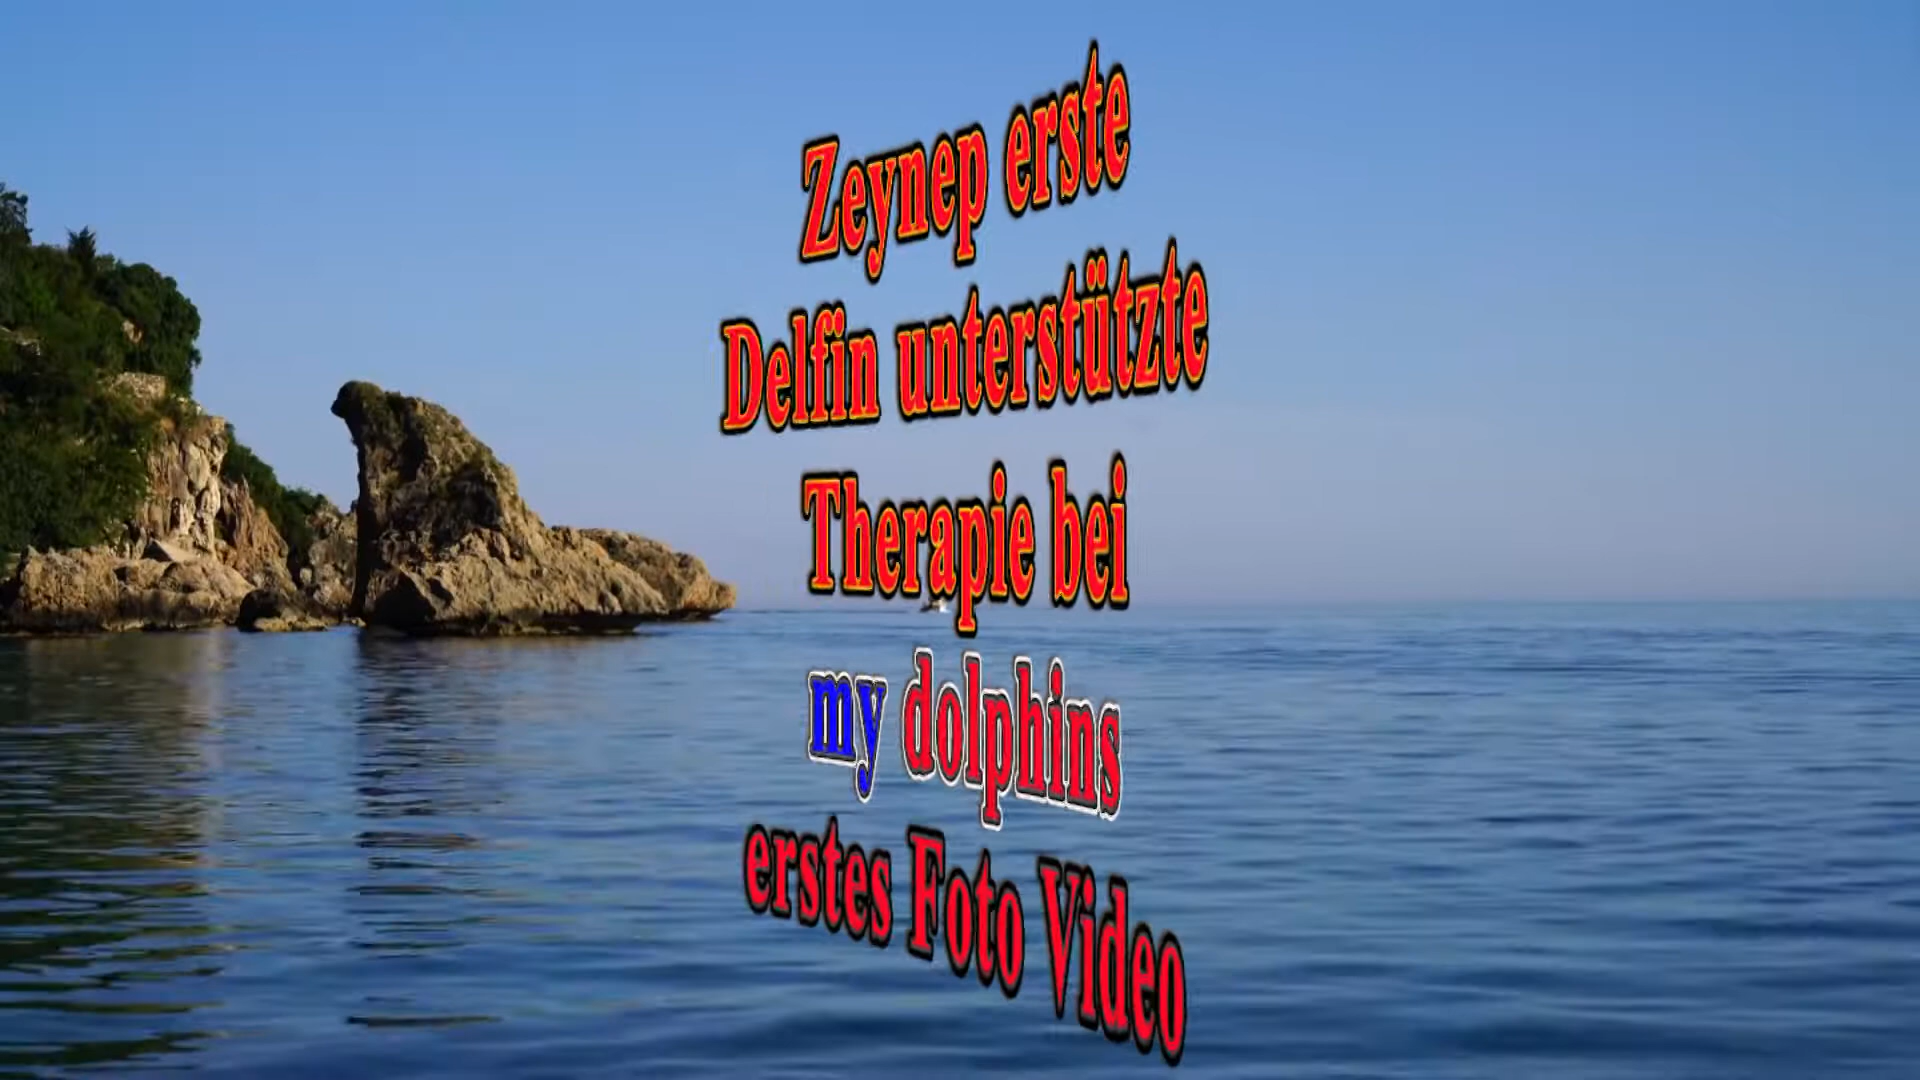 Zeynep erste
Delfin unterstützte
Therapie bei
my dolphins
erstes Foto Video